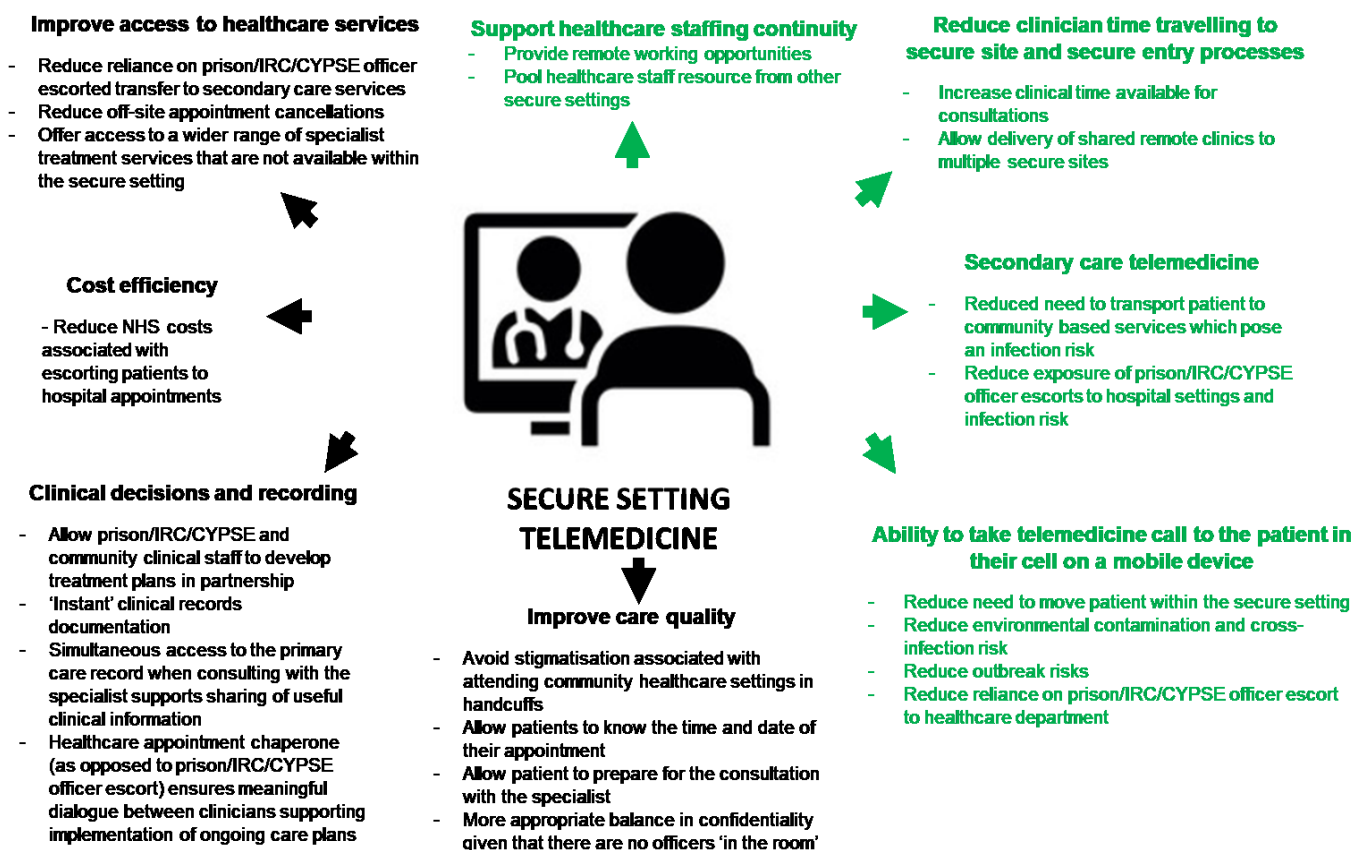 Improve access to healthcare services
- Reduce reliance on prison/IRC/CYPSE officer
escorted transfer to secondary care services
- Reduce off-site appointment cancellations
- Offer access to a wider range of specialist
treatment services that are not available within
the secure setting
Support healthcare staffing continuity
- Provide remote working opportunities
- Pool healthcare staff resource from other
secure settings
Reduce clinician time travelling to
secure site and secure entry processes
- Increase clinical time available for
consultations
- Allow delivery of shared remote clinics to
multiple secure sites
Cost efficiency
- Reduce NHS costs
associated with
escorting patients to
hospital appointments
Secondary care telemedicine
- Reduced need to transport patient to
community based services which pose
an infection risk
- Reduce exposure of prison/IRC/CYPSE
officer escorts to hospital settings and
infection risk
Clinical decisions and recording
- Allow prison/IRC/CYPSE and
community clinical staff to develop
treatment plans in partnership
- ‘Instant’ clinical records
documentation
- Simultaneous access to the primary
care record when consulting with the
specialist supports sharing of useful
clinical information
- Healthcare appointment chaperone
(as opposed to prison/IRC/CYPSE
officer escort) ensures meaningful
dialogue between clinicians supporting
implementation of ongoing care plans
SECURE SETTING
TELEMEDICINE
Improve care quality
- Avoid stigmatisation associated with
attending community healthcare settings in
handcuffs
- Allow patients to know the time and date of
their appointment
- Allow patient to prepare for the consultation
with the specialist
- More appropriate balance in confidentiality
given that there are no officers ‘in the room’
Ability to take telemedicine call to the patient in
their cell on a mobile device
- Reduce need to move patient within the secure setting
- Reduce environmental contamination and cross-
infection risk
- Reduce outbreak risks
- Reduce reliance on prison/IRC/CYPSE officer escort
to healthcare department